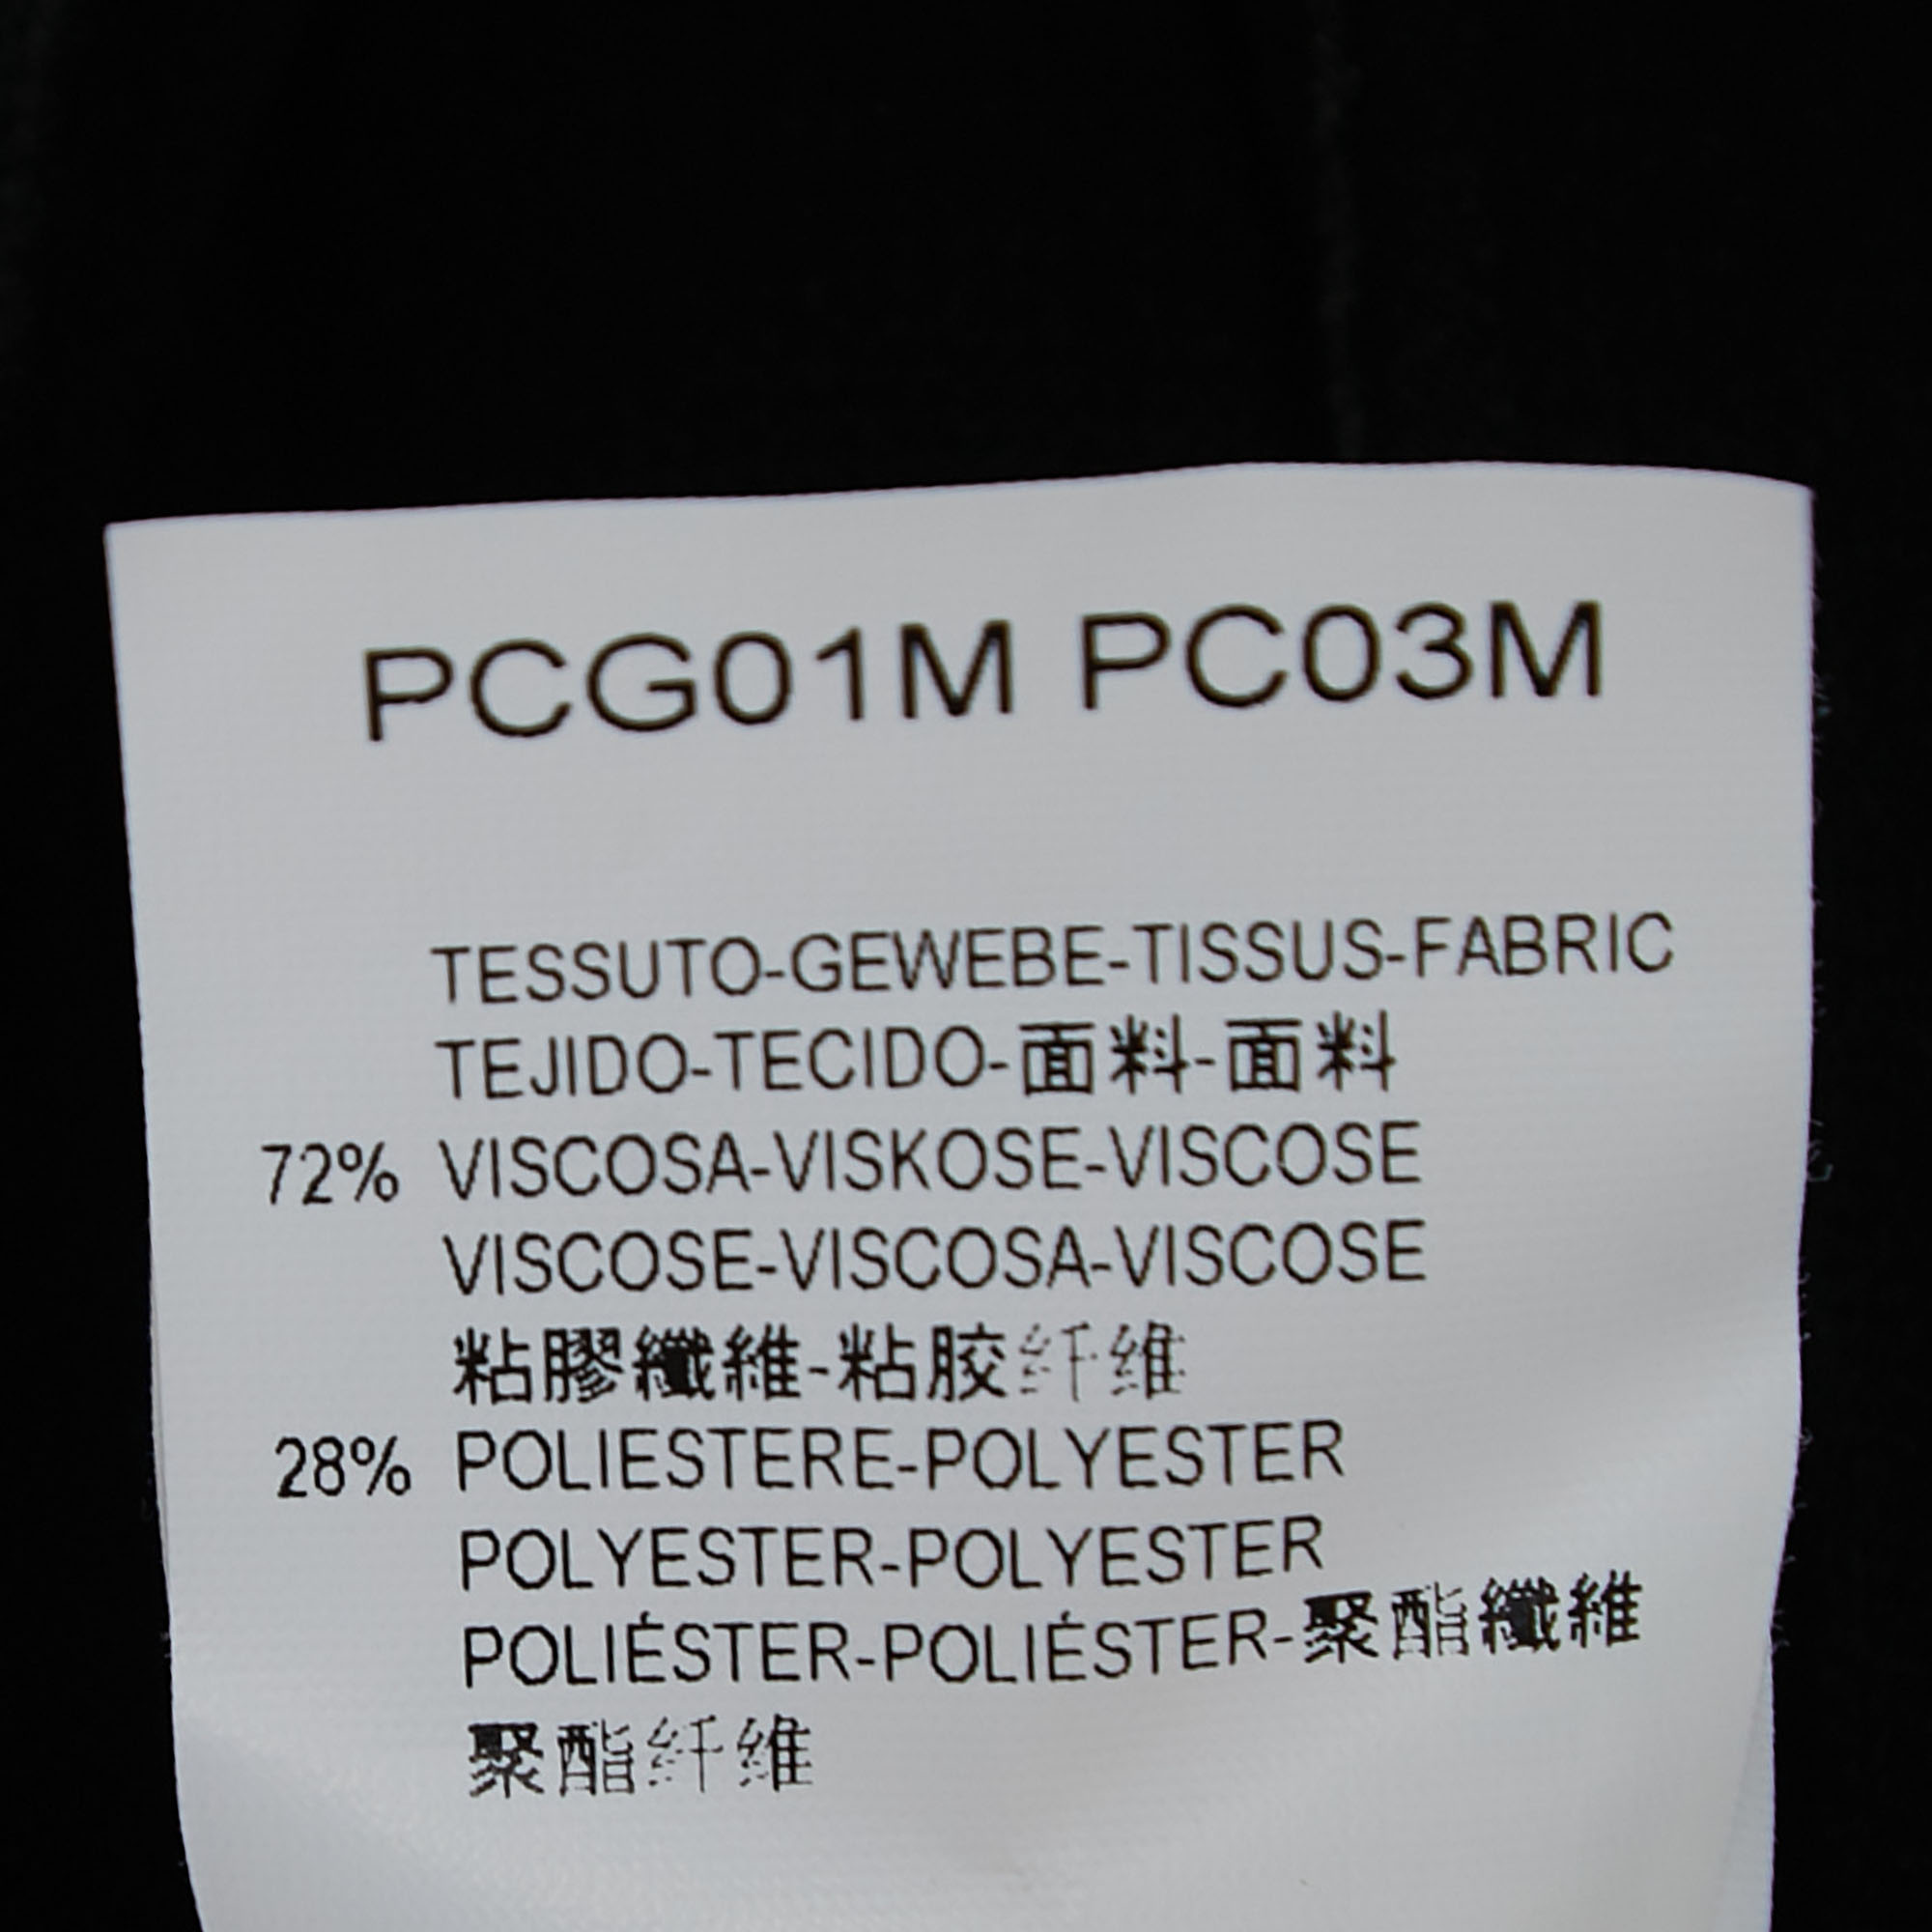 PCG01M PC03M
TESSUTO-GEWEBE-TISSUS-FABRIC
TEJIDO-TECIDO-面料-面料
72% VISCOSA-VISKOSE-VISCOSE
VISCOSE-VISCOSA-VISCOSE
粘膠纖維-粘胶纤维
28% POLIESTERE-POLYESTER
POLYESTER-POLYESTER
POLIÉSTER-POLIÉSTER-聚酯纖維
聚酯纤维